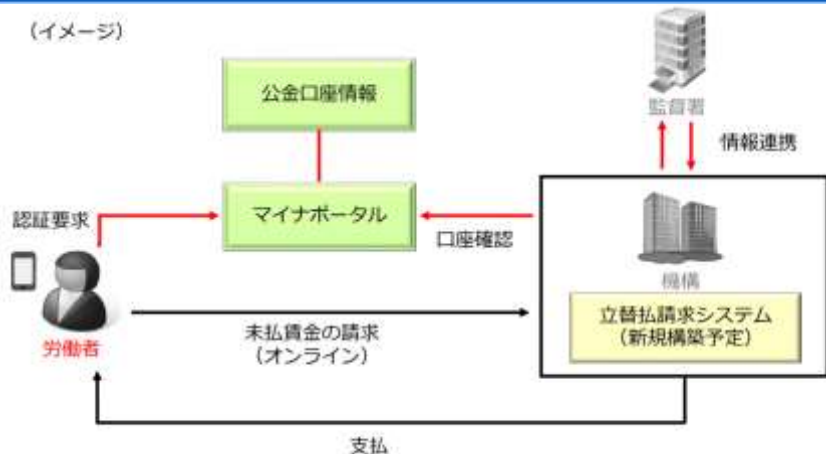 （イメージ）
公金口座情報
監督署
情報連携
認証要求
マイナポータル
口座確認
機構
立替払請求システム
（新規構築予定）
労働者
未払賃金の請求
（オンライン）
支払